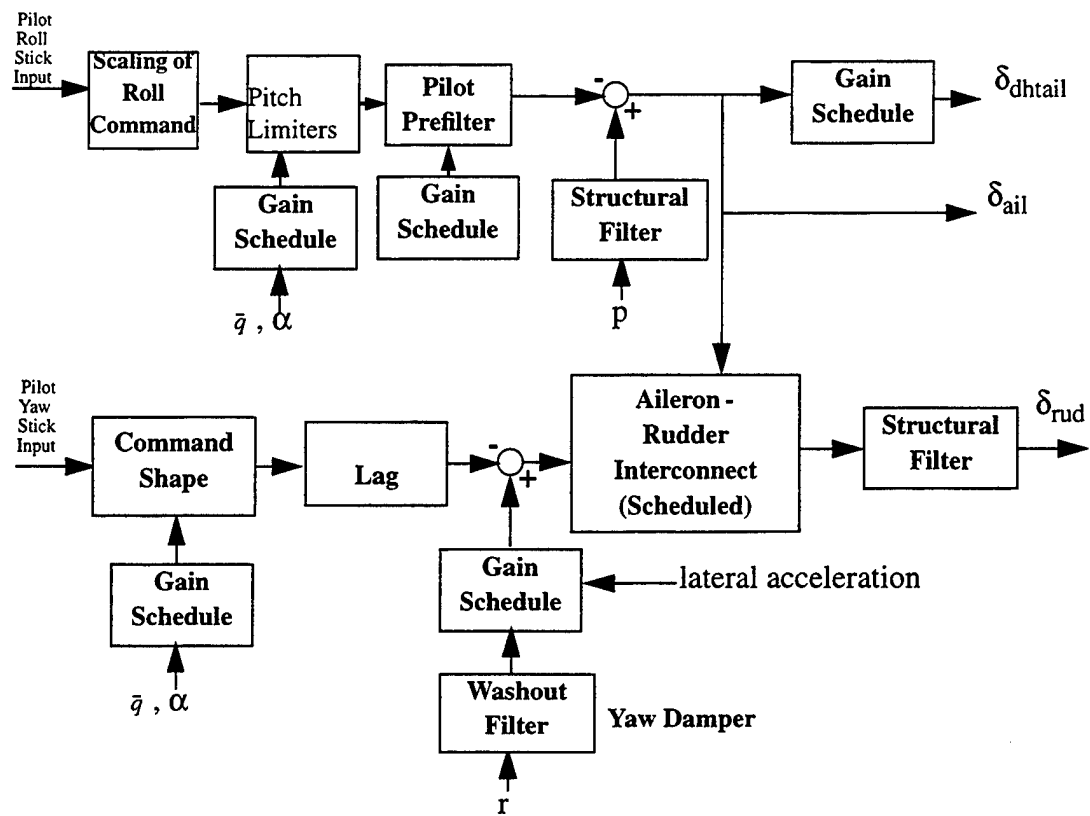 Pilot
Roll
Stick
Input
Scaling of
Roll
Command
Pitch
Limiters
Pilot
Prefilter
-
+
Gain
Schedule
δdhtail
Gain
Schedule
Gain
Schedule
Structural
Filter
δail
q̄ , α
p
Pilot
Yaw
Stick
Input
Command
Shape
Lag
-
+
Aileron -
Rudder
Interconnect
(Scheduled)
Structural
Filter
δrud
Gain
Schedule
Gain
Schedule
lateral acceleration
q̄ , α
Washout
Filter
Yaw Damper
r